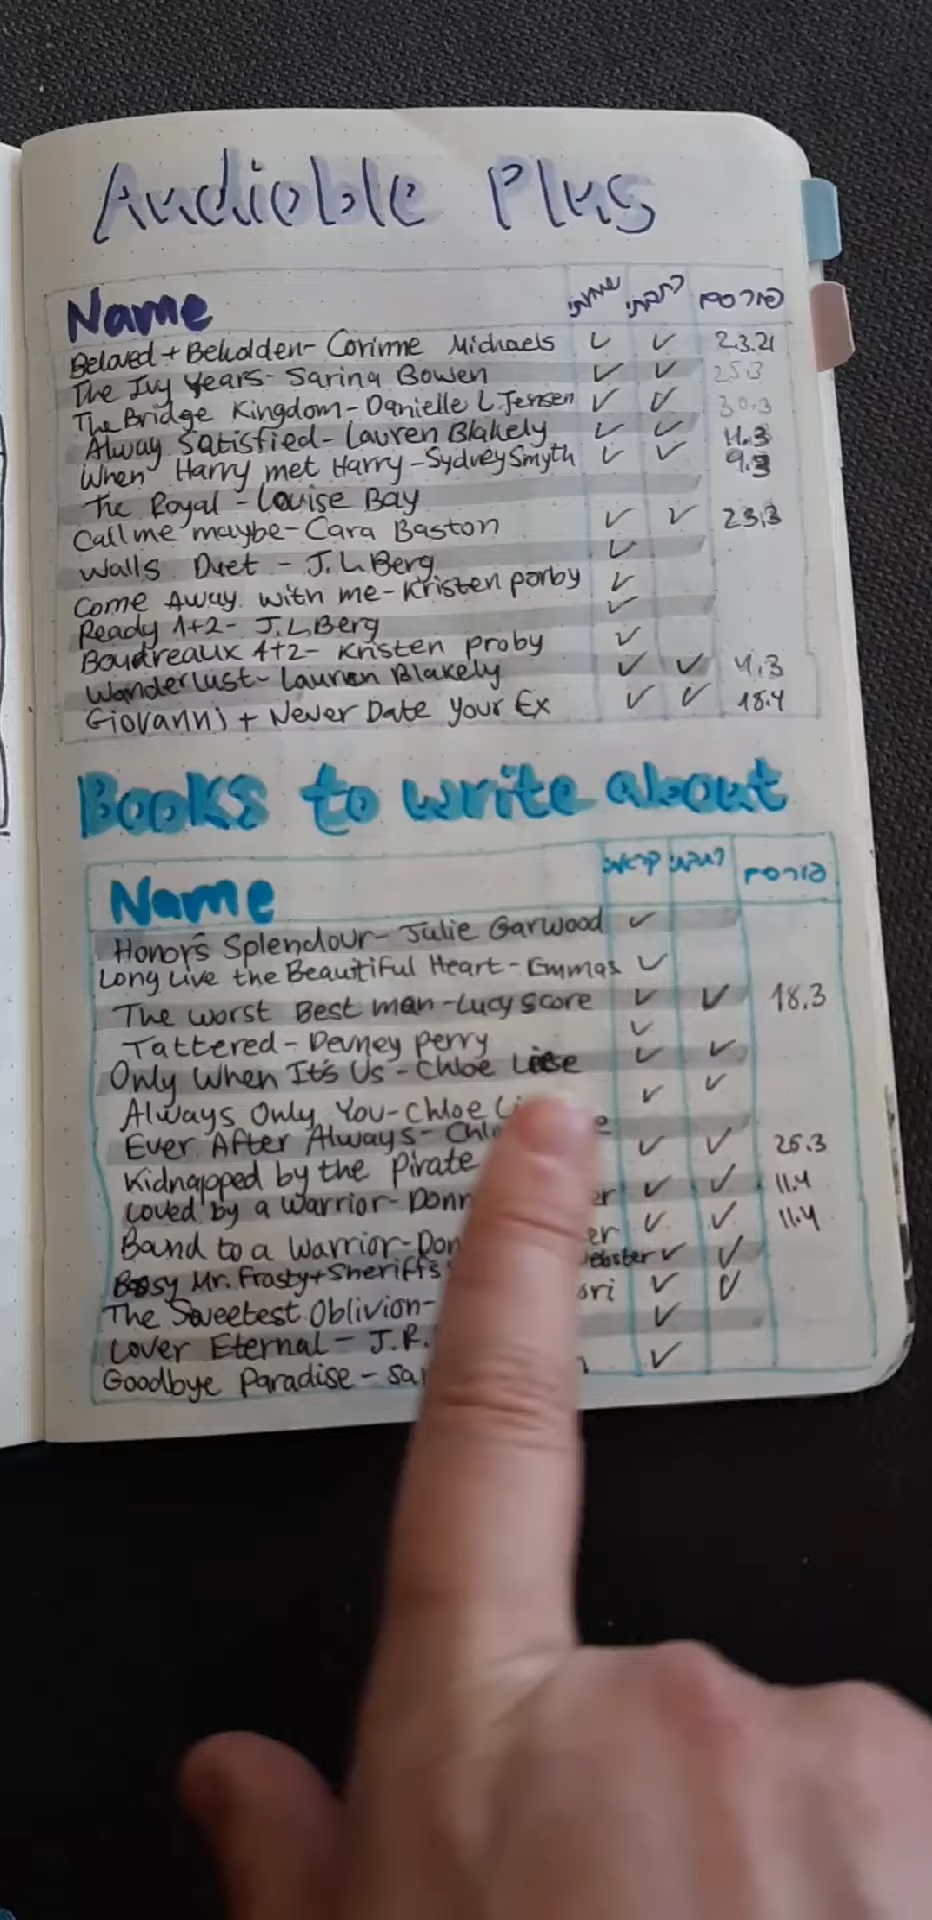 Audioble Plus
Name שמעתי כתבתי פורסם
Beloved + Beholden- Corinne Michaels ✓ ✓ 23.21
The Ivy Years- Sarina Bowen ✓ ✓ 25.3
The Bridge Kingdom- Danielle L. Jensen ✓ ✓ 30.3
Alway Satisfied- Lauren Blakely ✓ ✓ 11.3
When Harry met Harry- Sydney Smyth ✓ ✓ 9.3
The Royal - Louise Bay
Call me maybe- Cara Baston ✓ ✓ 23.3
Walls Duet - J.L Berg ✓
Come Away with me- Kristen porby ✓
Ready 1+2- J.L Berg ✓
Boudreaux 1+2- Kristen proby ✓
Wanderlust- Lauren Blakely ✓ ✓ 4.3
Giovanni + Never Date Your Ex ✓ ✓ 18.4
Books to write about
Name קראתי כתבתי פורסם
Honor's Splendour- Julie Garwood ✓
Long Live the Beautiful Heart- Emmas ✓
The worst Best man- Lucy Score ✓ ✓ 18.3
Tattered - Devney perry ✓
Only When It's Us - Chloe Liese ✓ ✓
Always Only You- Chloe ✓ ✓
Ever After Always-
Kidnapped by the Pirate ✓ ✓ 25.3
Loved by a Warrior- ✓ ✓ 11.4
Bound to a Warrior- ✓ ✓ 11.4
Mr. Frosty+Sheriffs ✓ ✓
The Sweetest Oblivion- ✓ ✓
Lover Eternal - J.R. ✓
Goodbye Paradise - ✓